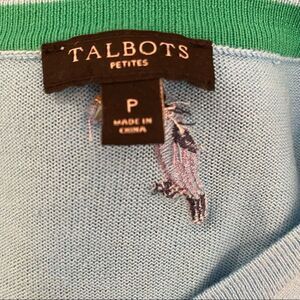 TALBOTS
PETITES
P
MADE IN
CHINA